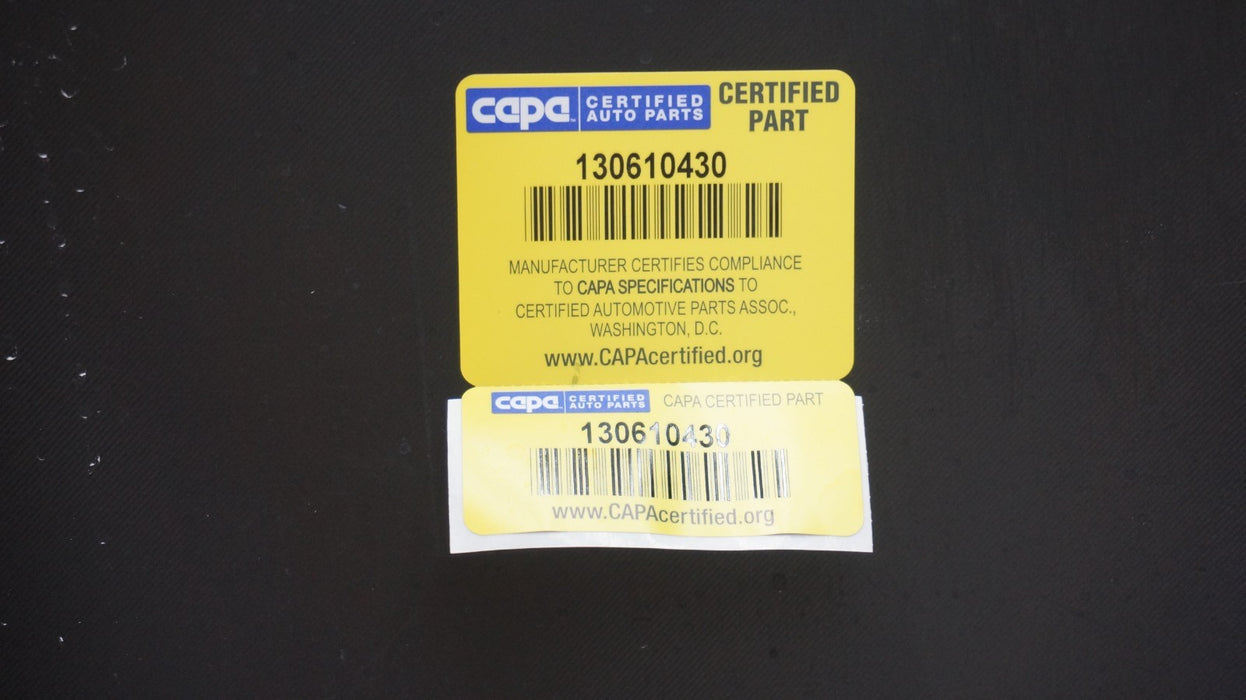 capa™ CERTIFIED AUTO PARTS
CERTIFIED
PART
130610430
MANUFACTURER CERTIFIES COMPLIANCE
TO CAPA SPECIFICATIONS TO
CERTIFIED AUTOMOTIVE PARTS ASSOC.,
WASHINGTON, D.C.
www.CAPAcertified.org
capa CERTIFIED AUTO PARTS CAPA CERTIFIED PART
130610430
www.CAPAcertified.org